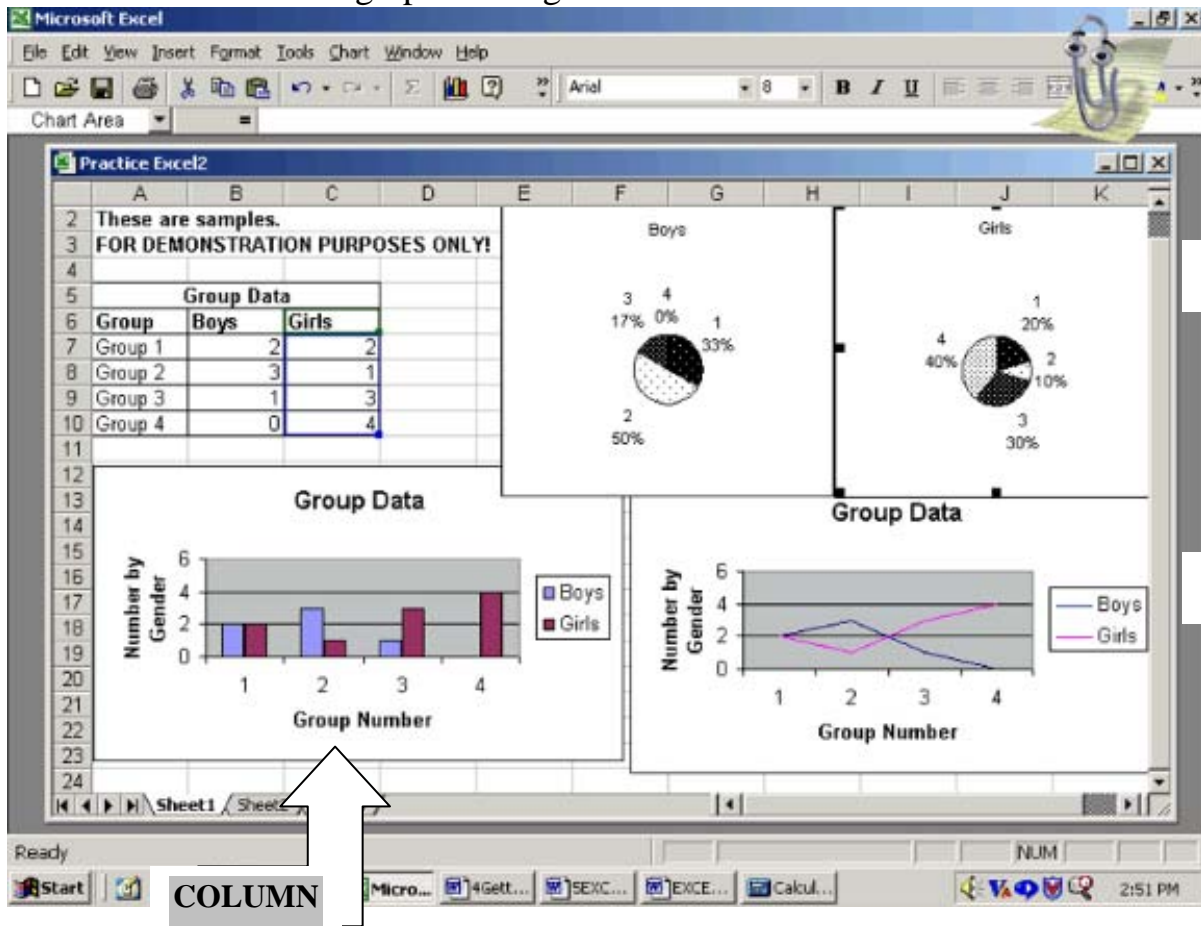 Microsoft Excel
File Edit View Insert Format Tools Chart Window Help
Arial 8 B I U
Chart Area =
Practice Excel2
A B C D E F G H I J K
2 These are samples.
3 FOR DEMONSTRATION PURPOSES ONLY!
4
5 Group Data
6 Group Boys Girls
7 Group 1 2 2
8 Group 2 3 1
9 Group 3 1 3
10 Group 4 0 4
11
12
13
14
15
16
17
18
19
20
21
22
23
24
Boys
3 17%
4 0%
1 33%
2 50%
Girls
1 20%
2 10%
3 30%
4 40%
Group Data
Number by Gender
6
4
2
0
1 2 3 4
Group Number
Boys
Girls
Group Data
Number by Gender
6
4
2
0
1 2 3 4
Group Number
Boys
Girls
Sheet1 Sheet
Ready NUM
Start Micro... 4Gett... 5EXC... EXCE... Calcul... 2:51 PM
COLUMN